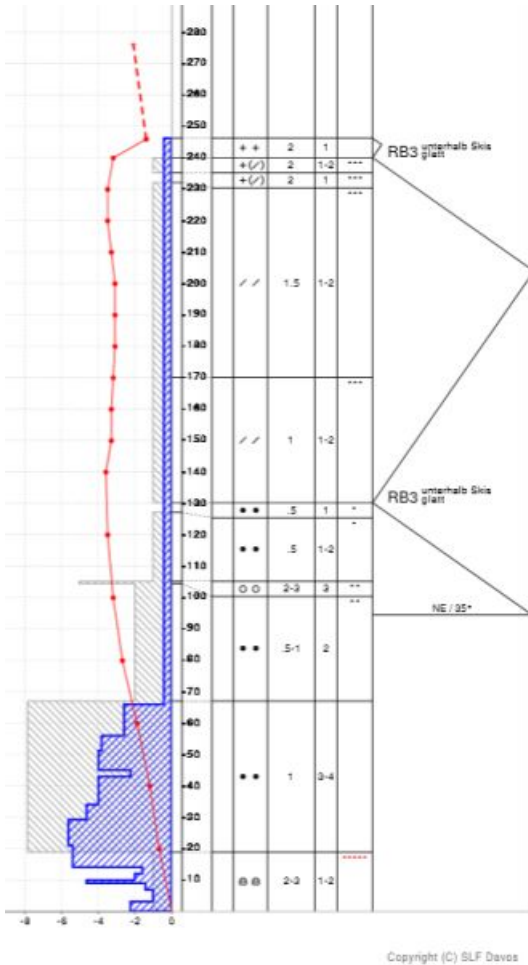 280
270
260
250
240
230
220
210
200
190
180
170
160
150
140
130
120
110
100
90
80
70
60
50
40
30
20
10
-8 -6 -4 -2 0
+ + 2 1
+(/) 2 1-2 ---
+(/) 2 1 ---
---
/ / 1.5 1-2
---
/ / 1 1-2
.5 1 -
-
.5 1-2
2-3 3 --
--
.5-1 2
1 3-4
-----
2-3 1-2
RB3 unterhalb Skis
glatt
RB3 unterhalb Skis
glatt
NE / 35°
Copyright (C) SLF Davos